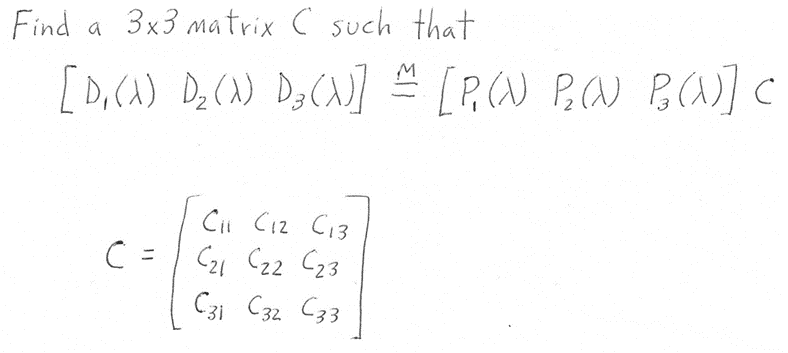 Find a 3x3 matrix C such that
[D₁(λ) D₂(λ) D₃(λ)] ≝ᴹ [P₁(λ) P₂(λ) P₃(λ)] C
C = [C₁₁ C₁₂ C₁₃
C₂₁ C₂₂ C₂₃
C₃₁ C₃₂ C₃₃]